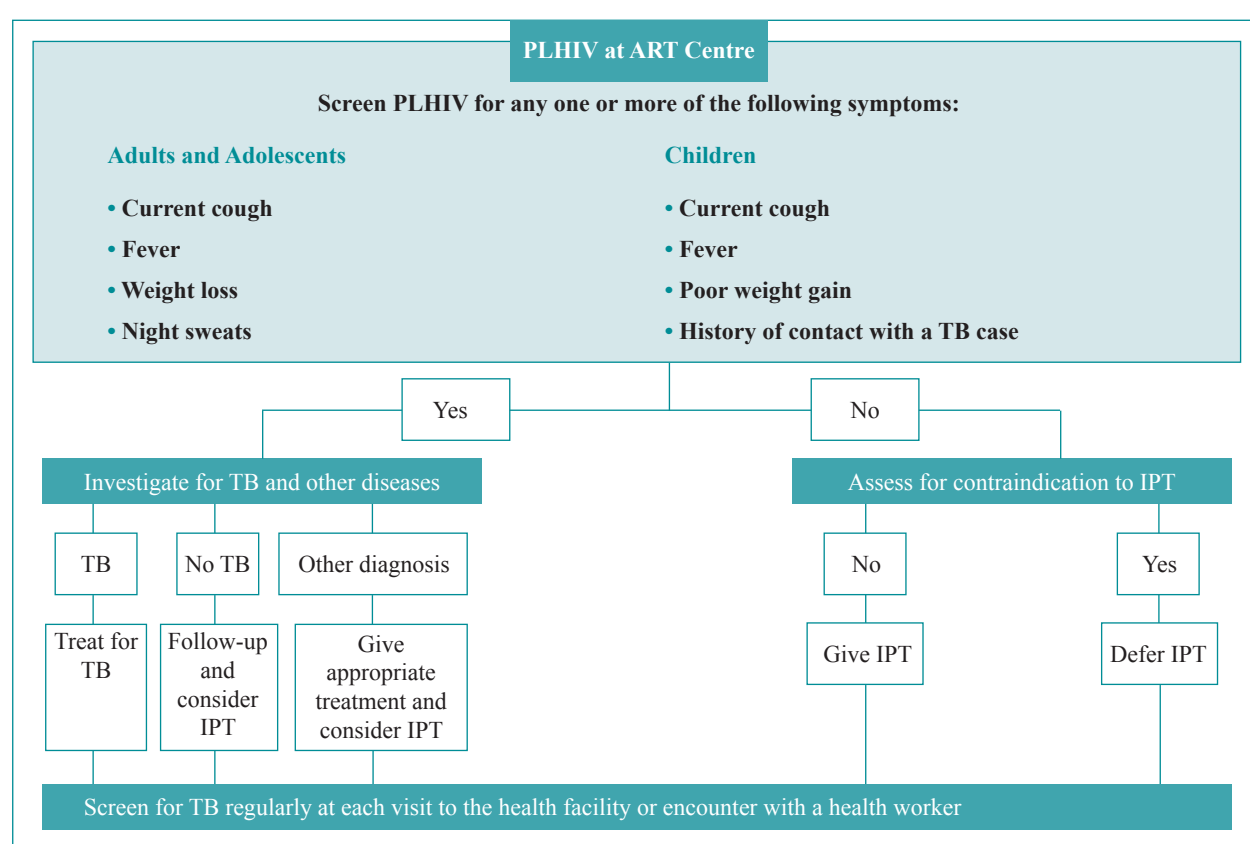 PLHIV at ART Centre
Screen PLHIV for any one or more of the following symptoms:
Adults and Adolescents
• Current cough
• Fever
• Weight loss
• Night sweats
Children
• Current cough
• Fever
• Poor weight gain
• History of contact with a TB case
Yes
No
Investigate for TB and other diseases
Assess for contraindication to IPT
TB
No TB
Other diagnosis
No
Yes
Treat for
TB
Follow-up
and
consider
IPT
Give
appropriate
treatment and
consider IPT
Give IPT
Defer IPT
Screen for TB regularly at each visit to the health facility or encounter with a health worker